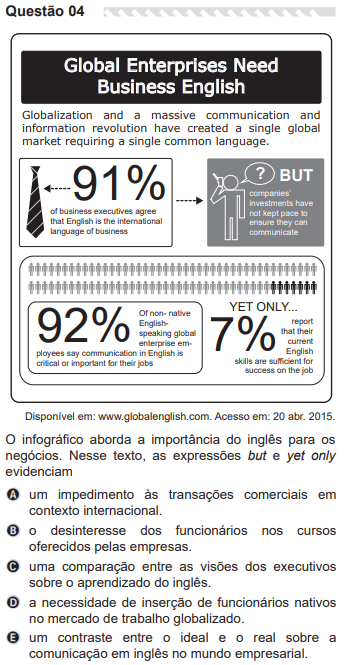 Questão 04
Global Enterprises Need
Business English
Globalization and a massive communication and
information revolution have created a single global
market requiring a single common language.
91%
of business executives agree
that English is the international
language of business
?
BUT
companies'
investments have
not kept pace to
ensure they can
communicate
92%
Of non- native
English-
speaking global
enterprise em-
ployees say communication in English is
critical or important for their jobs
YET ONLY...
7%
report
that their
current
English
skills are sufficient for
success on the job
Disponível em: www.globalenglish.com. Acesso em: 20 abr. 2015.
O infográfico aborda a importância do inglês para os
negócios. Nesse texto, as expressões but e yet only
evidenciam
A um impedimento às transações comerciais em
contexto internacional.
B o desinteresse dos funcionários nos cursos
oferecidos pelas empresas.
C uma comparação entre as visões dos executivos
sobre o aprendizado do inglês.
D a necessidade de inserção de funcionários nativos
no mercado de trabalho globalizado.
E um contraste entre o ideal e o real sobre a
comunicação em inglês no mundo empresarial.